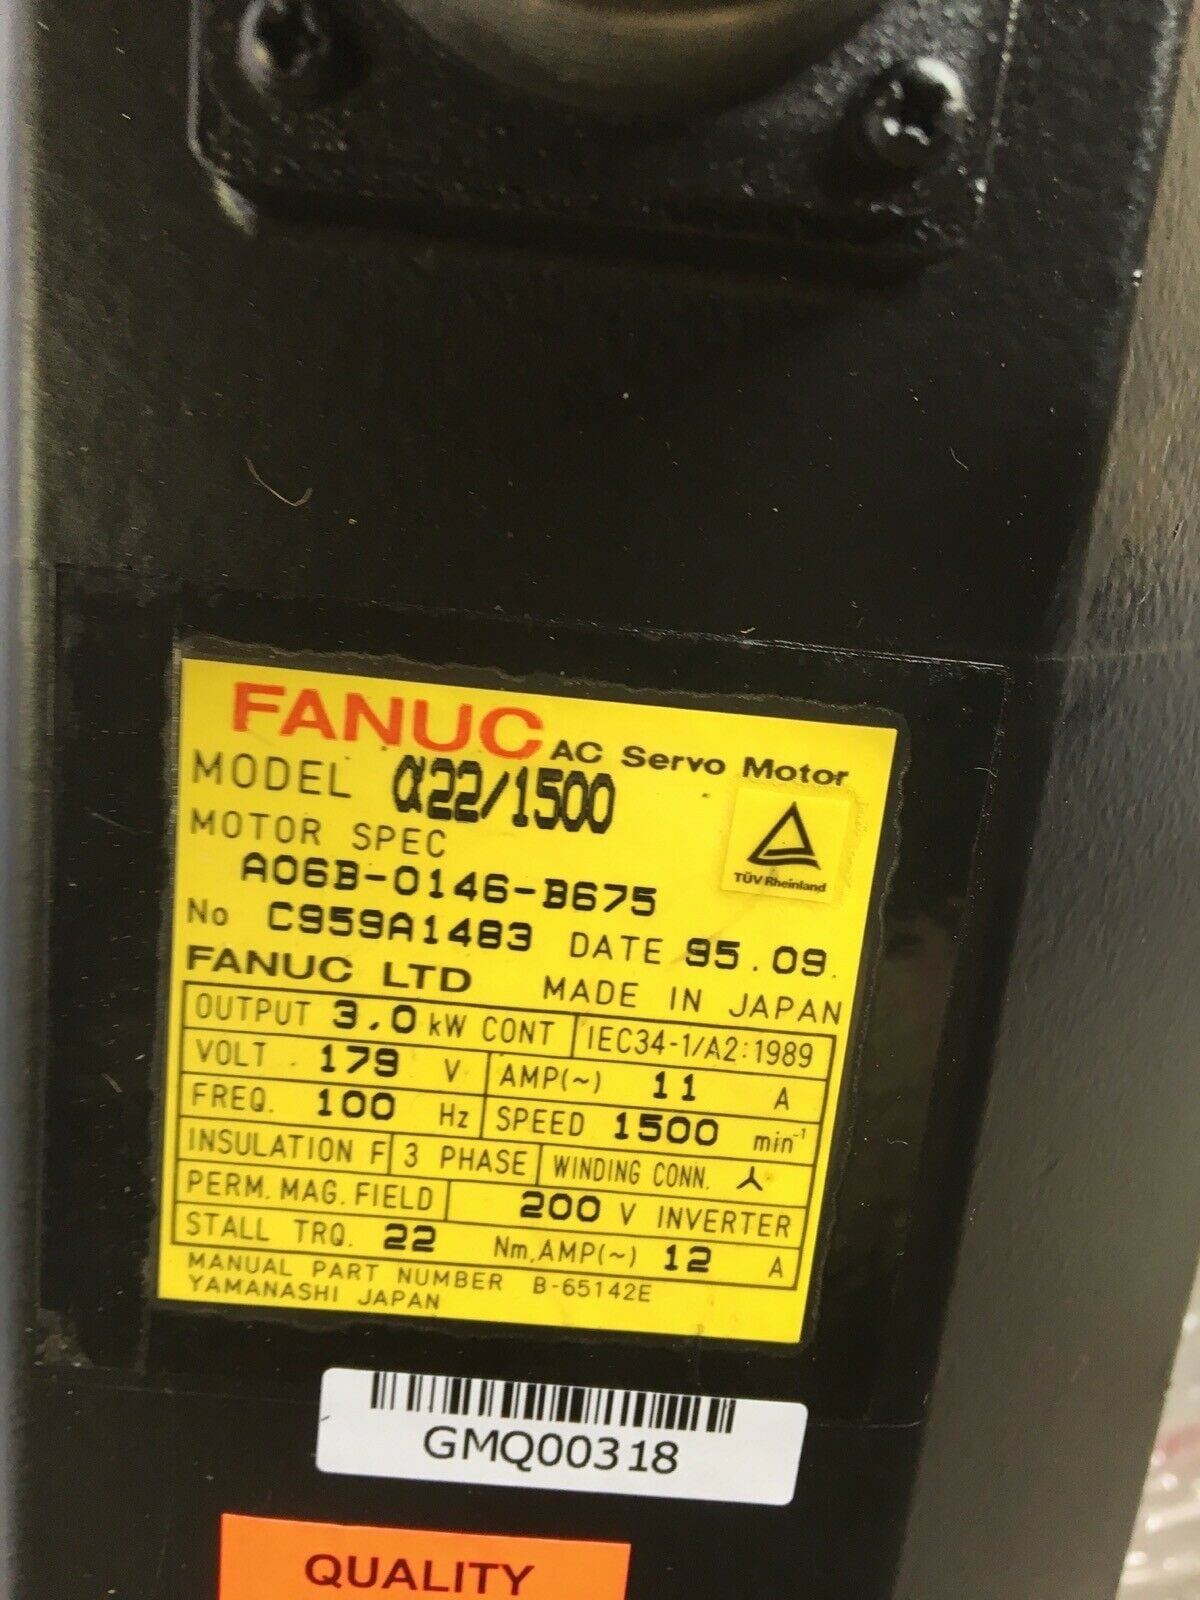 FANUC AC Servo Motor
MODEL α22/1500
MOTOR SPEC
A06B-0146-B675
TÜV Rheinland
No C959A1483 DATE 95.09.
FANUC LTD MADE IN JAPAN
OUTPUT 3.0 kW CONT IEC34-1/A2:1989
VOLT 179 V AMP(~) 11 A
FREQ. 100 Hz SPEED 1500 min⁻¹
INSULATION F 3 PHASE WINDING CONN.
PERM. MAG. FIELD 200 V INVERTER
STALL TRQ. 22 Nm, AMP(~) 12 A
MANUAL PART NUMBER B-65142E
YAMANASHI JAPAN
GMQ00318
QUALITY